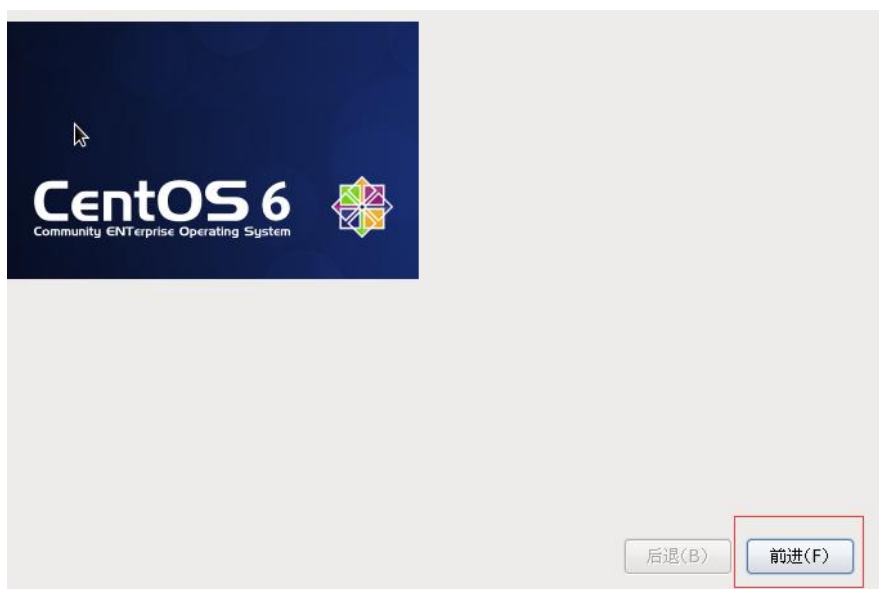 CentOS 6
Community ENTerprise Operating System
后退(B) 前进(F)